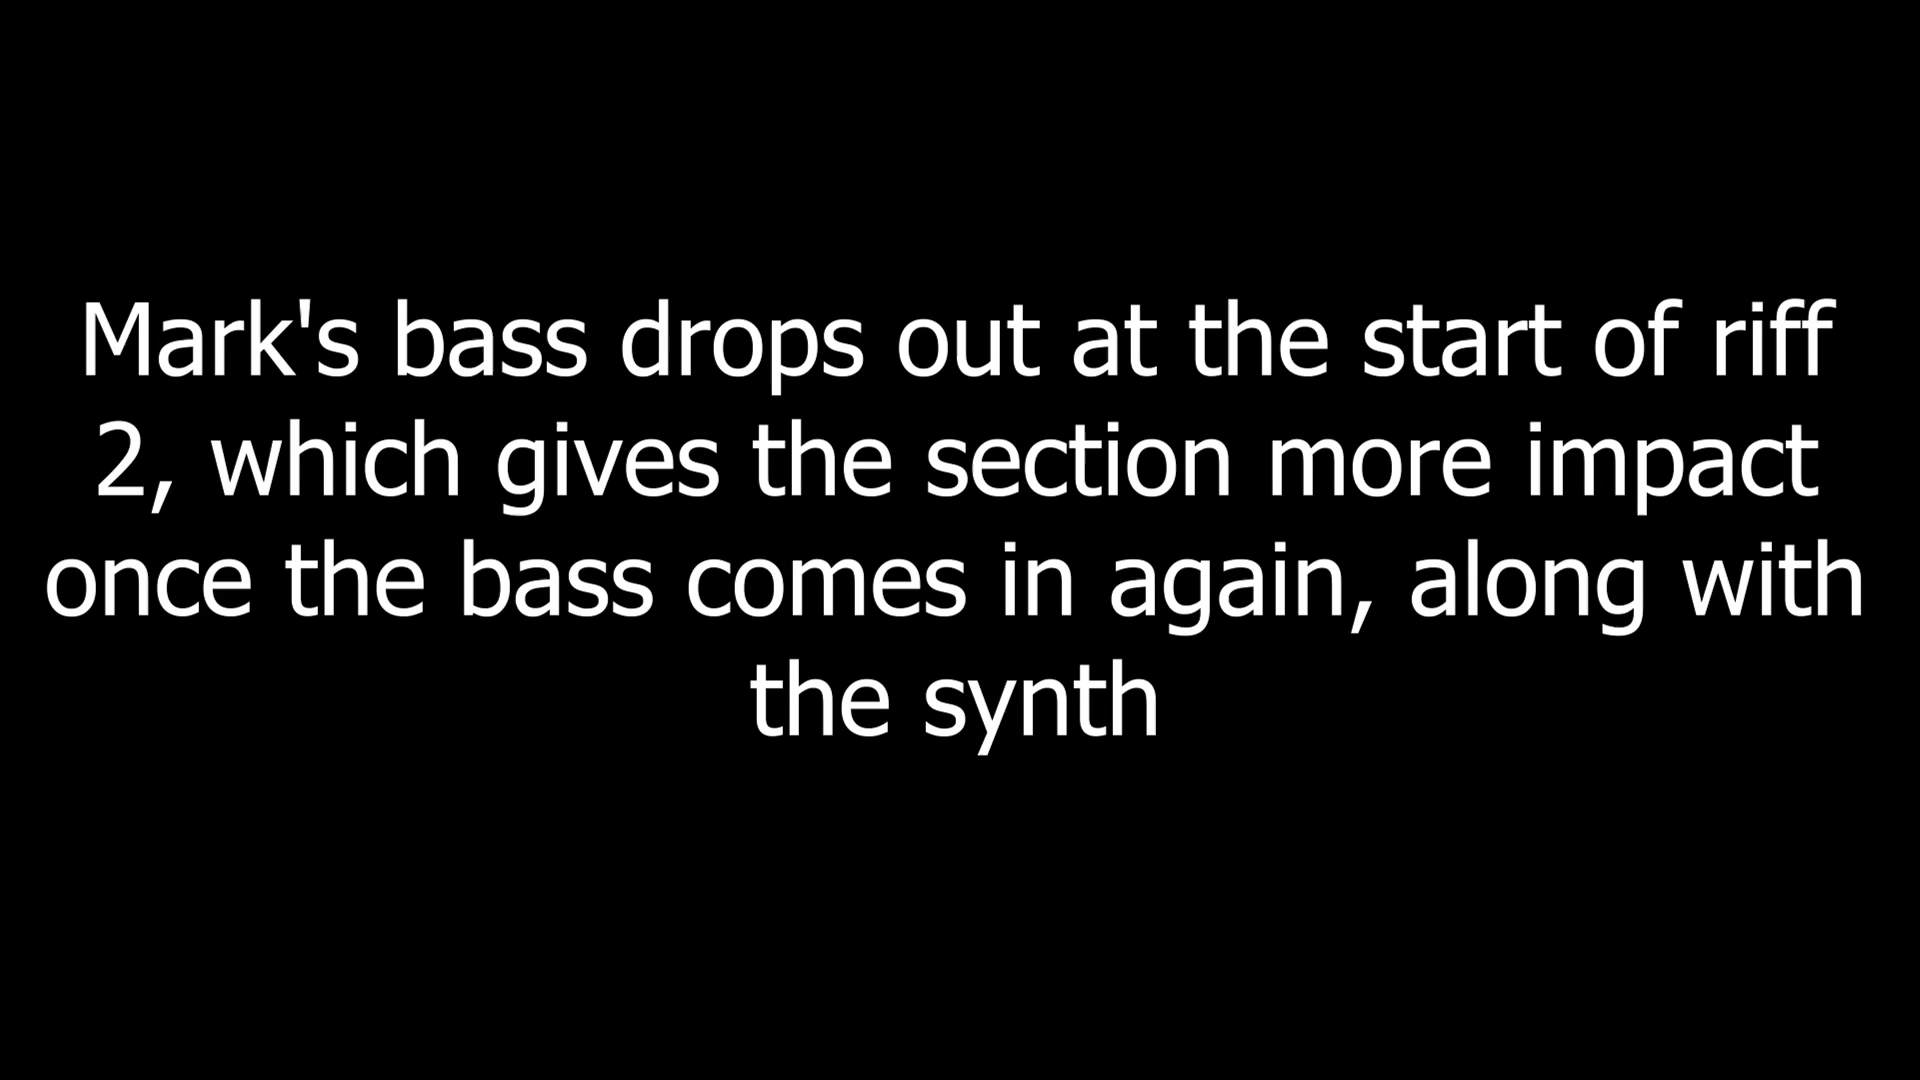 Mark's bass drops out at the start of riff
2, which gives the section more impact
once the bass comes in again, along with
the synth